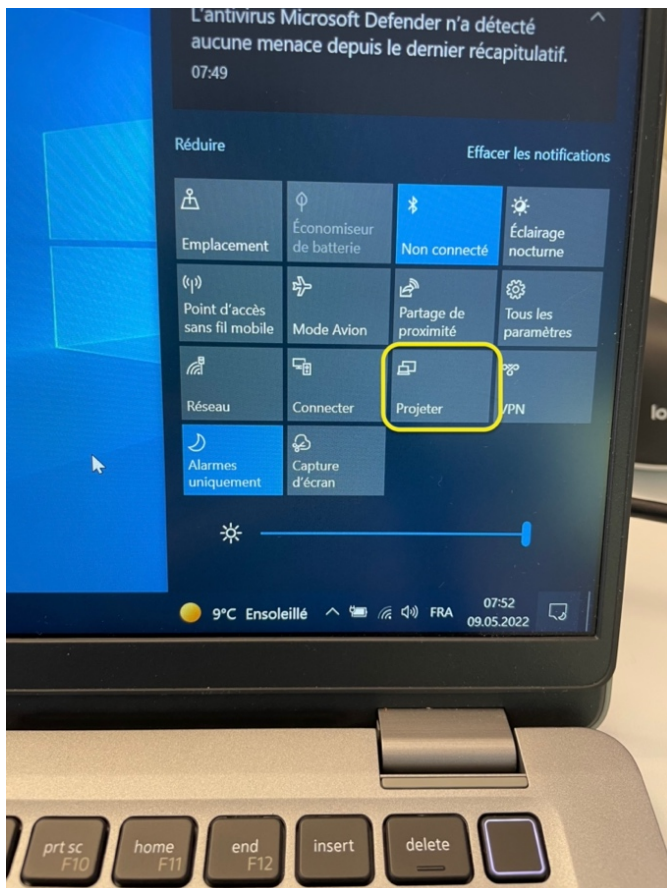 L'antivirus Microsoft Defender n'a détecté
aucune menace depuis le dernier récapitulatif.
07:49
Réduire
Effacer les notifications
Emplacement
Économiseur
de batterie
Non connecté
Éclairage
nocturne
Point d'accès
sans fil mobile
Mode Avion
Partage de
proximité
Tous les
paramètres
Réseau
Connecter
Projeter
VPN
Alarmes
uniquement
Capture
d'écran
9°C Ensoleillé
FRA
07:52
09.05.2022
prt sc
F10
home
F11
end
F12
insert
delete